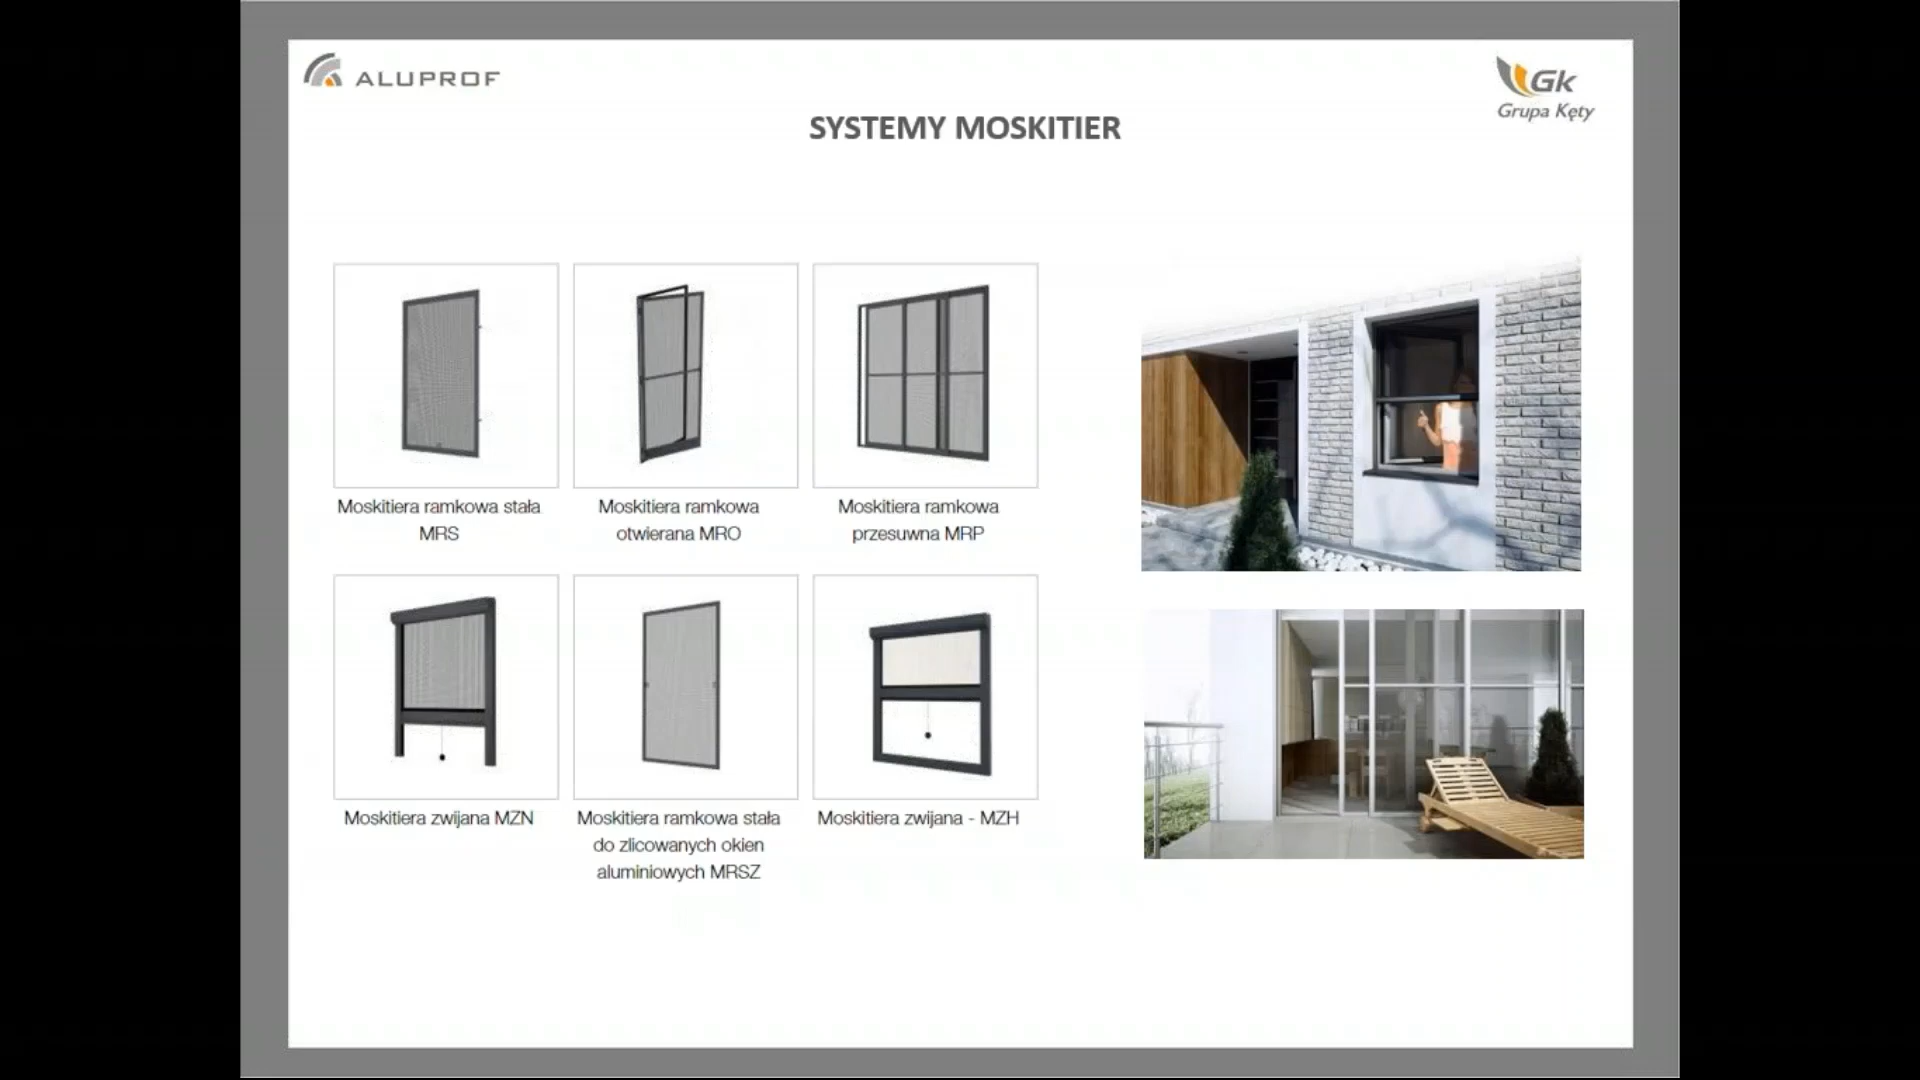 ALUPROF
Gk
Grupa Kęty
SYSTEMY MOSKITIER
Moskitiera ramkowa stała
MRS
Moskitiera ramkowa
otwierana MRO
Moskitiera ramkowa
przesuwna MRP
Moskitiera zwijana MZN
Moskitiera ramkowa stała
do zlicowanych okien
aluminiowych MRSZ
Moskitiera zwijana - MZH